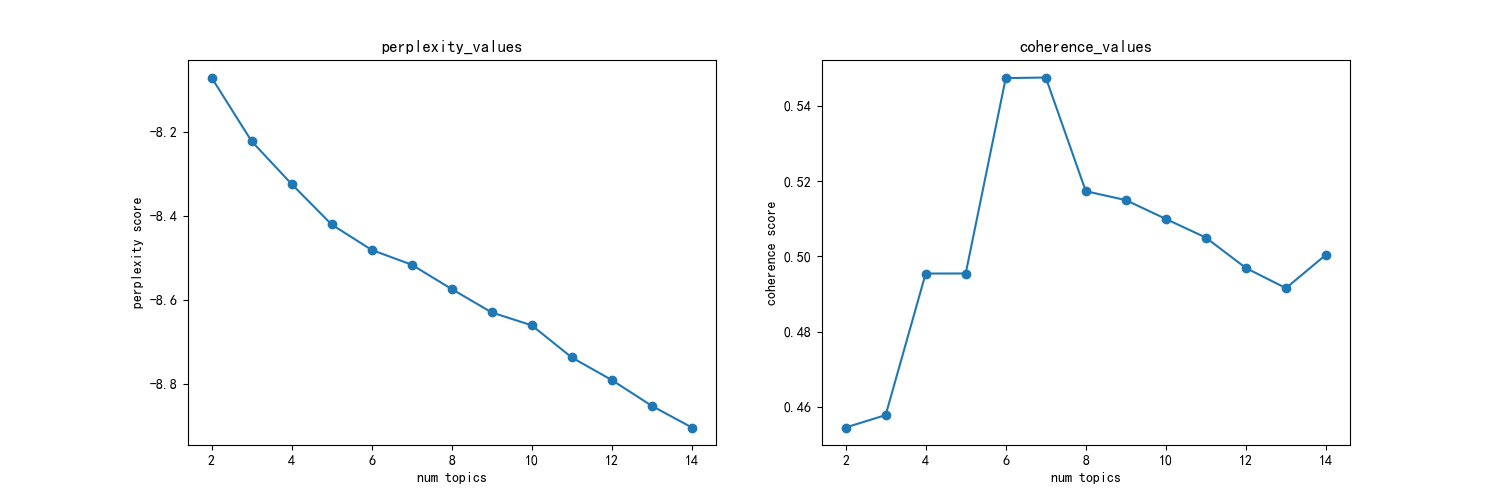 perplexity_values
perplexity score
-8.2
-8.4
-8.6
-8.8
2 4 6 8 10 12 14
num topics
coherence_values
coherence score
0.54
0.52
0.50
0.48
0.46
2 4 6 8 10 12 14
num topics